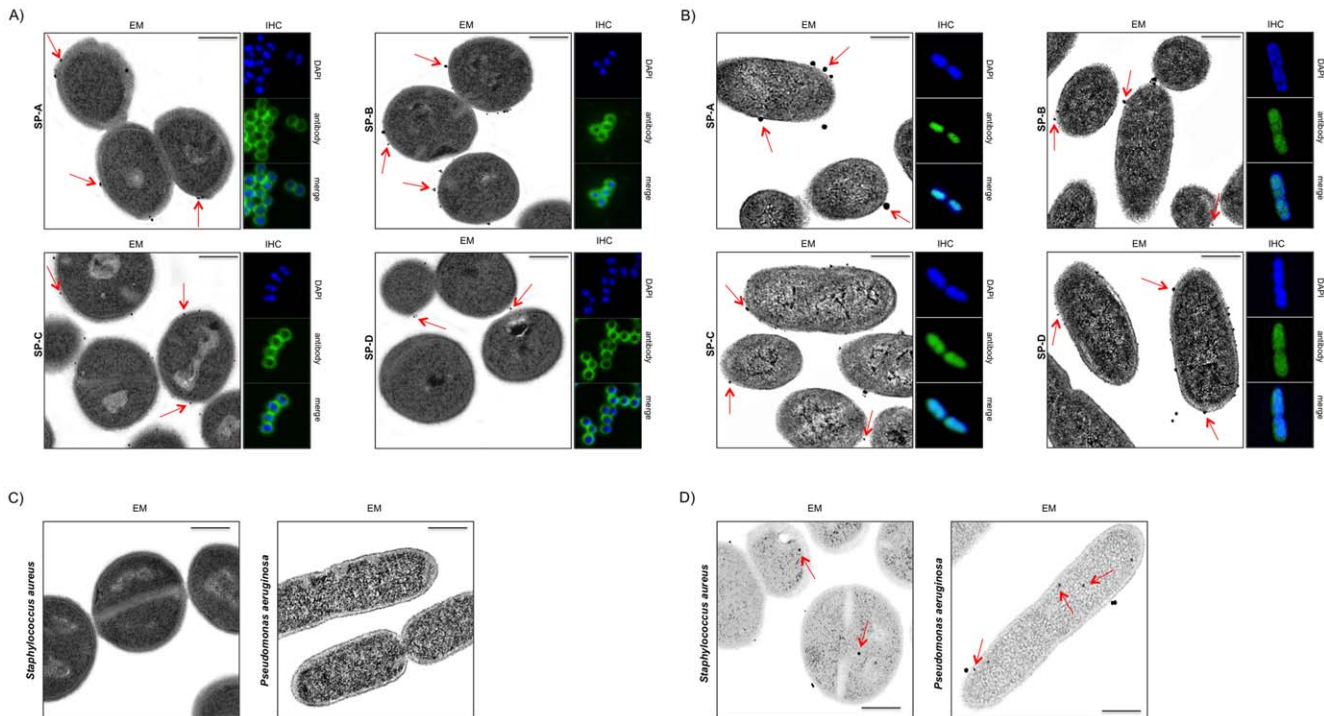 A)
EM
IHC
SP-A
DAPI
antibody
merge
EM
IHC
SP-B
DAPI
antibody
merge
EM
IHC
SP-C
DAPI
antibody
merge
EM
IHC
SP-D
DAPI
antibody
merge
B)
EM
IHC
SP-A
DAPI
antibody
merge
EM
IHC
SP-B
DAPI
antibody
merge
EM
IHC
SP-C
DAPI
antibody
merge
EM
IHC
SP-D
DAPI
antibody
merge
C)
EM
Staphylococcus aureus
EM
Pseudomonas aeruginosa
D)
EM
Staphylococcus aureus
EM
Pseudomonas aeruginosa